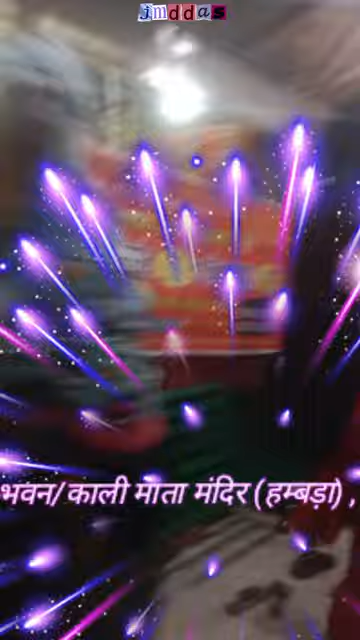 jmddas
भवन/ काली माता मंदिर (हम्बड़ा) ,